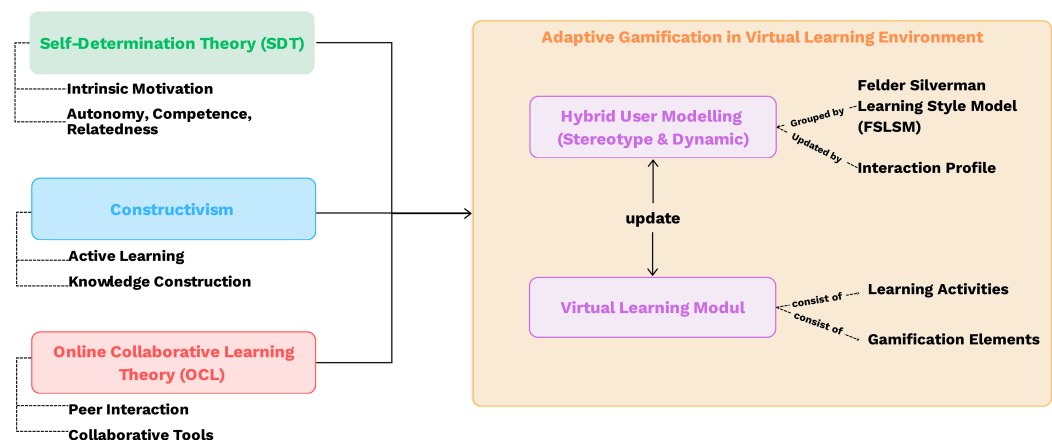 Self-Determination Theory (SDT)
Intrinsic Motivation
Autonomy, Competence,
Relatedness
Constructivism
Active Learning
Knowledge Construction
Online Collaborative Learning
Theory (OCL)
Peer Interaction
Collaborative Tools
Adaptive Gamification in Virtual Learning Environment
Hybrid User Modelling
(Stereotype & Dynamic)
Grouped by
Felder Silverman
Learning Style Model
(FSLSM)
Updated by
Interaction Profile
update
Virtual Learning Modul
consist of
Learning Activities
consist of
Gamification Elements